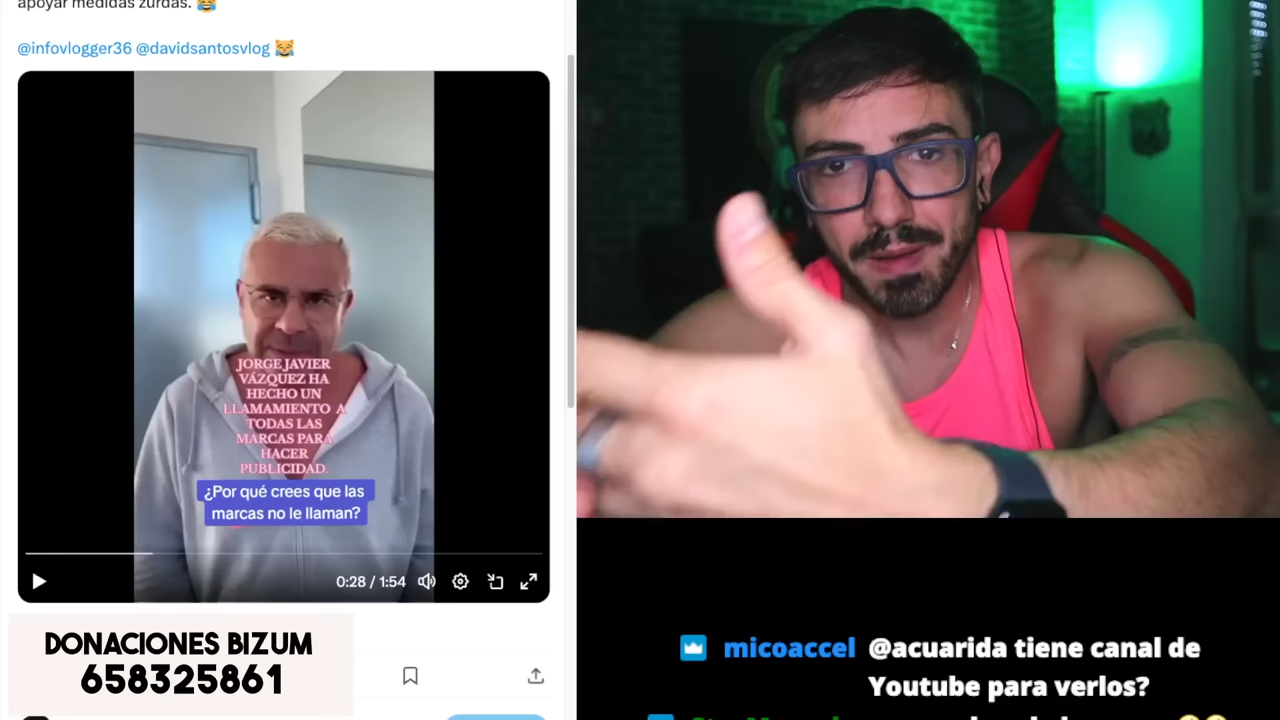 apoyar medidas zurdas. 😹
@infovlogger36 @davidsantosvlog 😹
JORGE JAVIER
VÁZQUEZ HA
HECHO UN
LLAMAMIENTO A
TODAS LAS
MARCAS PARA
HACER
PUBLICIDAD.
¿Por qué crees que las
marcas no le llaman?
0:28 / 1:54
DONACIONES BIZUM
658325861
micoaccel @acuarida tiene canal de
Youtube para verlos?